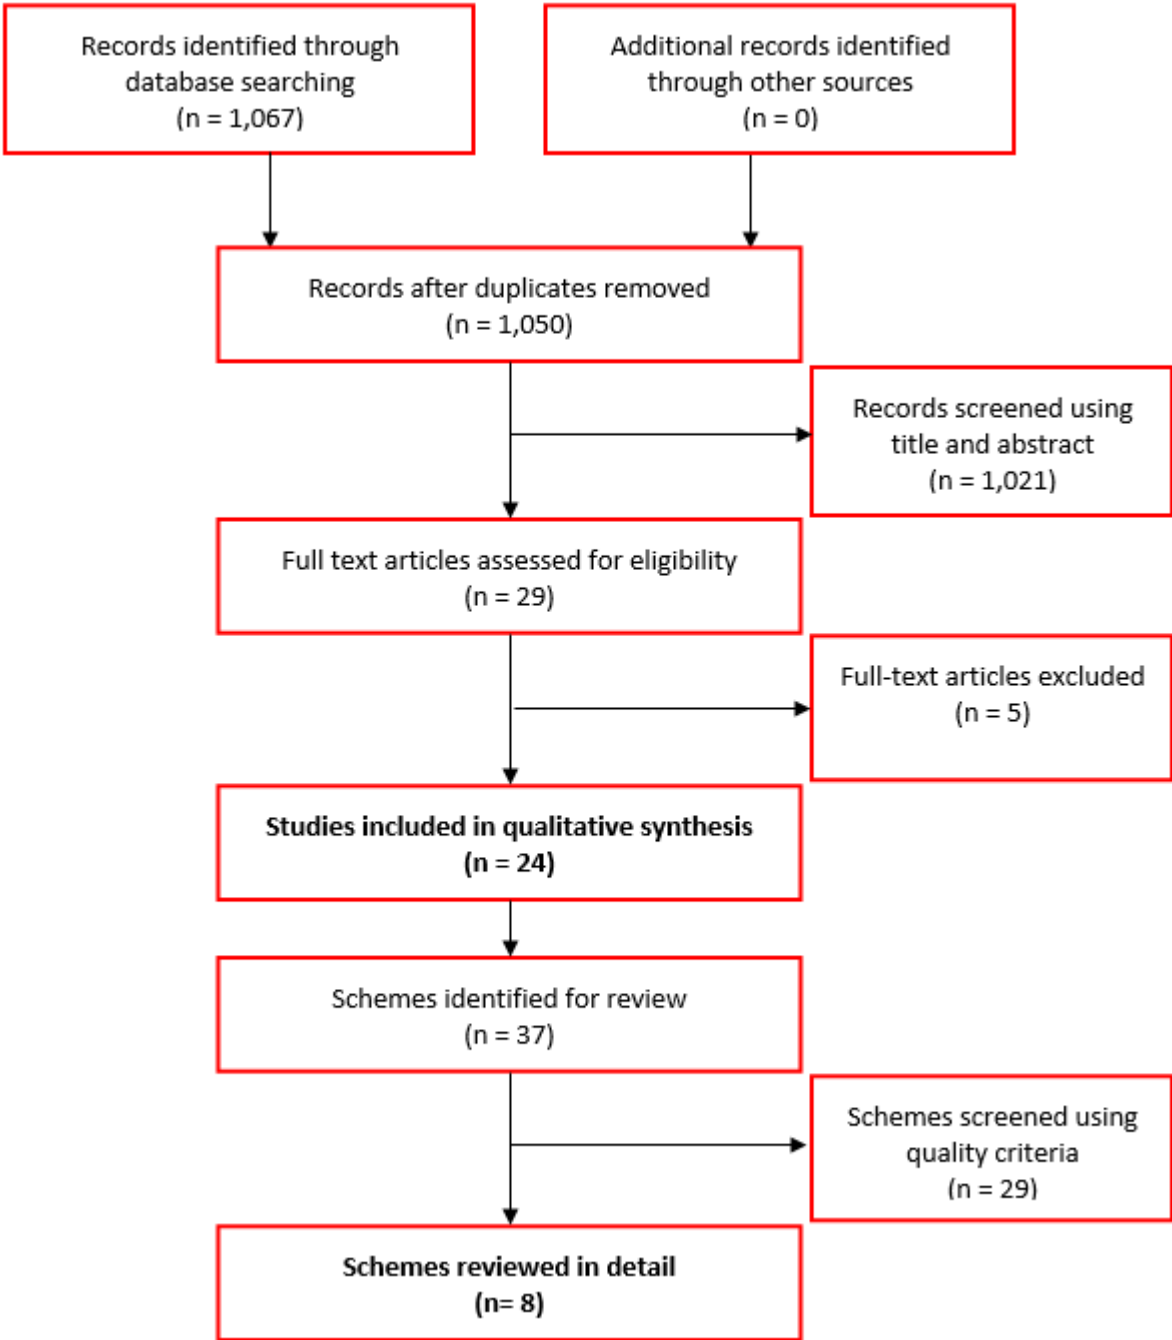 Records identified through
database searching
(n = 1,067)
Additional records identified
through other sources
(n = 0)
Records after duplicates removed
(n = 1,050)
Records screened using
title and abstract
(n = 1,021)
Full text articles assessed for eligibility
(n = 29)
Full-text articles excluded
(n = 5)
Studies included in qualitative synthesis
(n = 24)
Schemes identified for review
(n = 37)
Schemes screened using
quality criteria
(n = 29)
Schemes reviewed in detail
(n= 8)